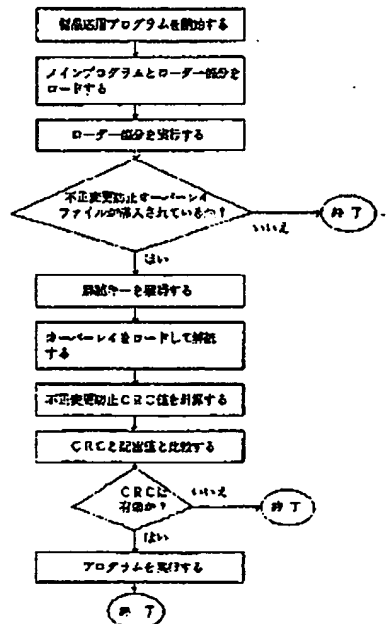 製品応用プログラムを開始する
メインプログラムとローダー部分を
ロードする
ローダー部分を実行する
不正変更防止オーバーレイ
ファイルが導入されているか?
いいえ
終了
はい
解読キーを取得する
オーバーレイをロードして解読
する
不正変更防止CRC値を計算する
CRCを記憶値と比較する
CRCは
有効か?
いいえ
終了
はい
プログラムを実行する
終了